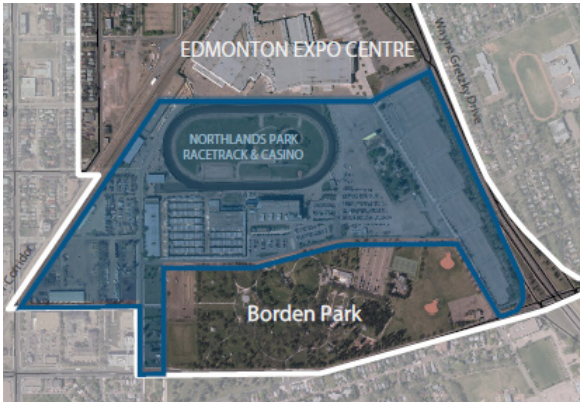 EDMONTON EXPO CENTRE
Wayne Gretzky Drive
NORTHLANDS PARK
RACETRACK & CASINO
Corridor
Borden Park